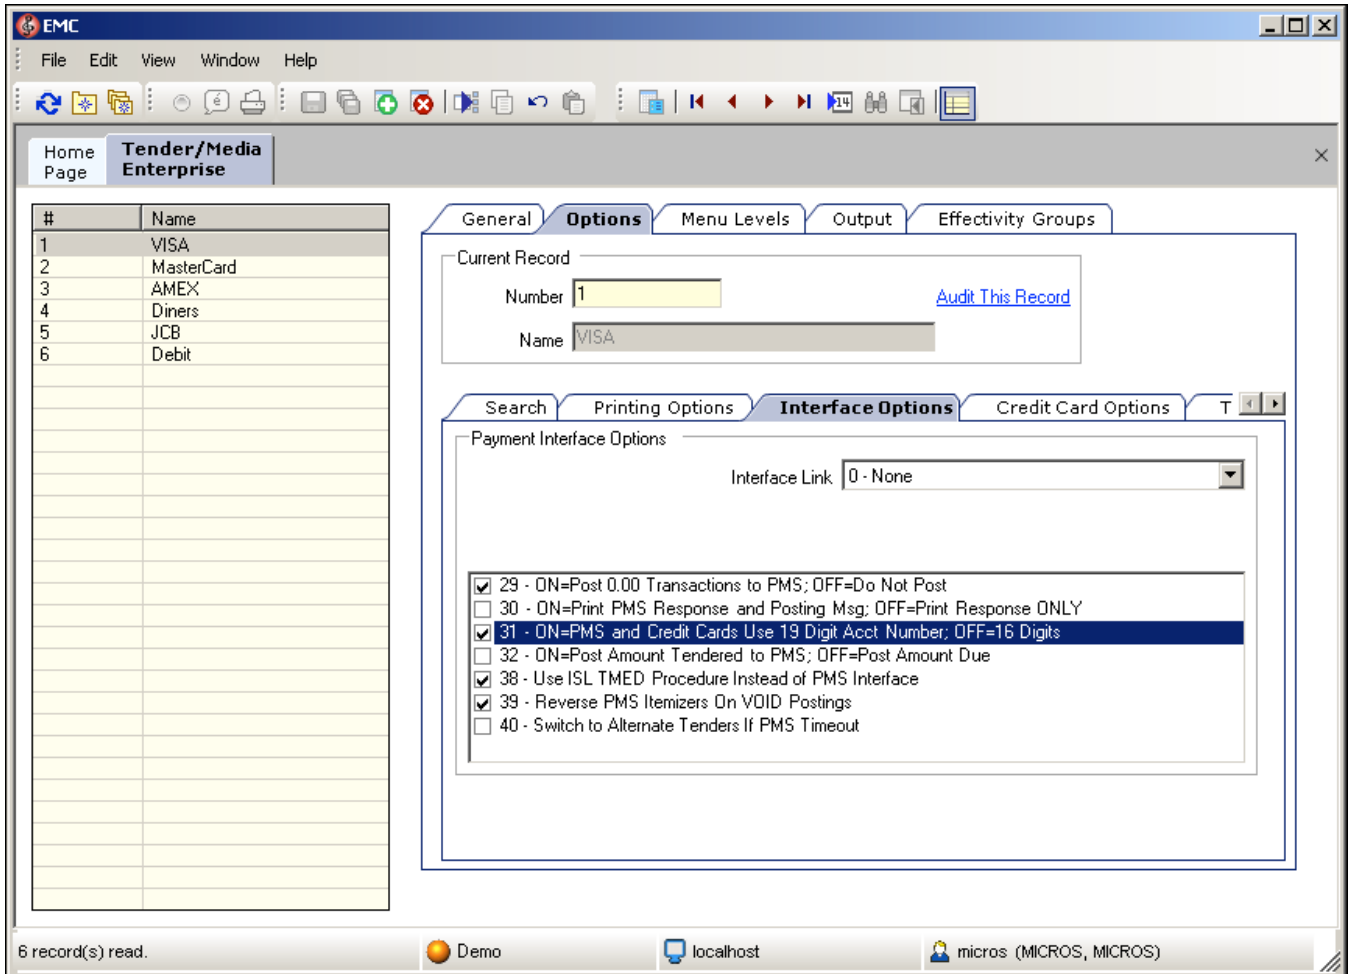 EMC
File Edit View Window Help
14
Home Page
Tender/Media Enterprise
# Name
1 VISA
2 MasterCard
3 AMEX
4 Diners
5 JCB
6 Debit
General Options Menu Levels Output Effectivity Groups
Current Record
Number 1 Audit This Record
Name VISA
Search Printing Options Interface Options Credit Card Options T
Payment Interface Options
Interface Link 0 - None
29 - ON=Post 0.00 Transactions to PMS; OFF=Do Not Post
30 - ON=Print PMS Response and Posting Msg; OFF=Print Response ONLY
31 - ON=PMS and Credit Cards Use 19 Digit Acct Number; OFF=16 Digits
32 - ON=Post Amount Tendered to PMS; OFF=Post Amount Due
38 - Use ISL TMED Procedure Instead of PMS Interface
39 - Reverse PMS Itemizers On VOID Postings
40 - Switch to Alternate Tenders If PMS Timeout
6 record(s) read. Demo localhost micros (MICROS, MICROS)